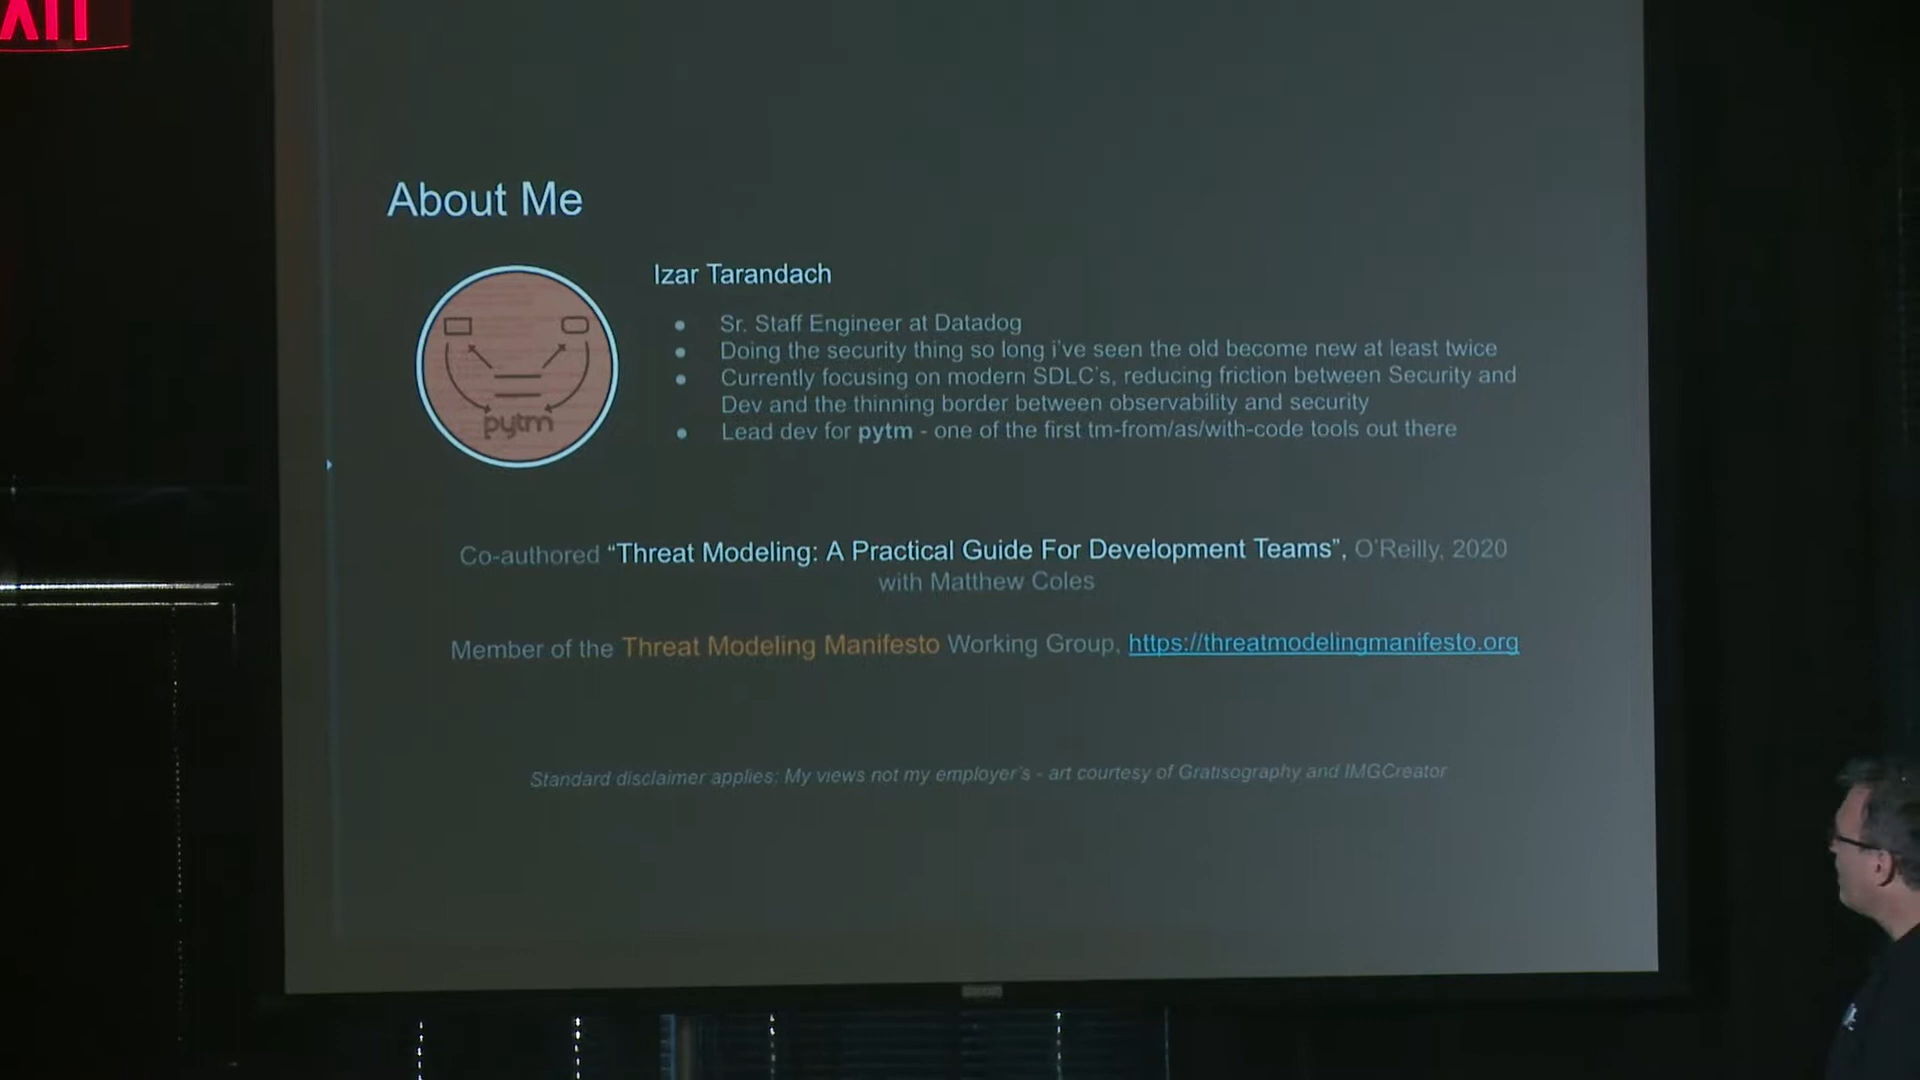 About Me
Izar Tarandach
pytm
● Sr. Staff Engineer at Datadog
● Doing the security thing so long i've seen the old become new at least twice
● Currently focusing on modern SDLC's, reducing friction between Security and
Dev and the thinning border between observability and security
● Lead dev for pytm - one of the first tm-from/as/with-code tools out there
Co-authored “Threat Modeling: A Practical Guide For Development Teams”, O'Reilly, 2020
with Matthew Coles
Member of the Threat Modeling Manifesto Working Group, https://threatmodelingmanifesto.org
Standard disclaimer applies: My views not my employer's - art courtesy of Gratisography and IMGCreator